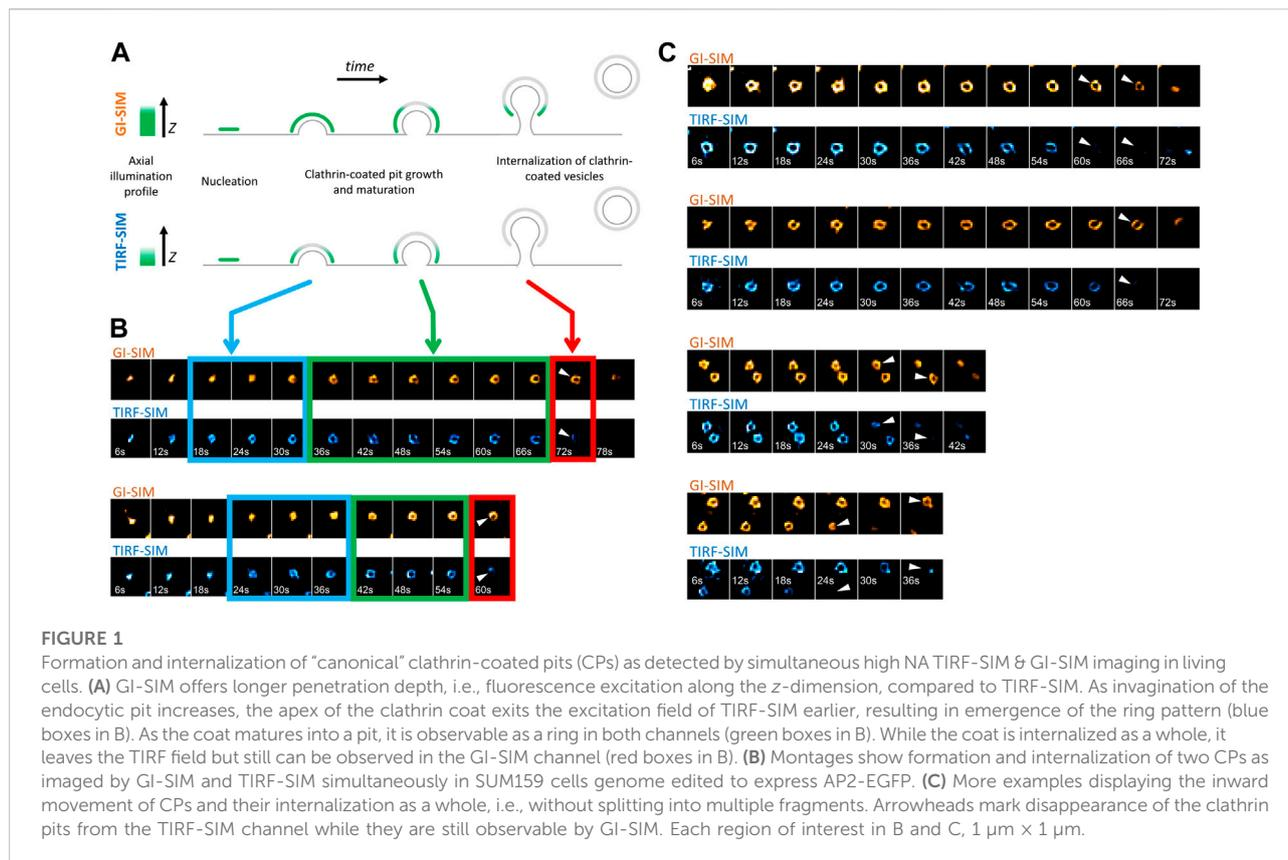 A
time
GI-SIM
Z
Axial
illumination
profile
Nucleation
Clathrin-coated pit growth
and maturation
Internalization of clathrin-
coated vesicles
TIRF-SIM
Z
B
GI-SIM
TIRF-SIM
6s 12s 18s 24s 30s 36s 42s 48s 54s 60s 66s 72s 78s
GI-SIM
TIRF-SIM
6s 12s 18s 24s 30s 36s 42s 48s 54s 60s
C
GI-SIM
TIRF-SIM
6s 12s 18s 24s 30s 36s 42s 48s 54s 60s 66s 72s
GI-SIM
TIRF-SIM
6s 12s 18s 24s 30s 36s 42s 48s 54s 60s 66s 72s
GI-SIM
TIRF-SIM
6s 12s 18s 24s 30s 36s 42s
GI-SIM
TIRF-SIM
6s 12s 18s 24s 30s 36s
FIGURE 1
Formation and internalization of “canonical” clathrin-coated pits (CPs) as detected by simultaneous high NA TIRF-SIM & GI-SIM imaging in living
cells. (A) GI-SIM offers longer penetration depth, i.e., fluorescence excitation along the z-dimension, compared to TIRF-SIM. As invagination of the
endocytic pit increases, the apex of the clathrin coat exits the excitation field of TIRF-SIM earlier, resulting in emergence of the ring pattern (blue
boxes in B). As the coat matures into a pit, it is observable as a ring in both channels (green boxes in B). While the coat is internalized as a whole, it
leaves the TIRF field but still can be observed in the GI-SIM channel (red boxes in B). (B) Montages show formation and internalization of two CPs as
imaged by GI-SIM and TIRF-SIM simultaneously in SUM159 cells genome edited to express AP2-EGFP. (C) More examples displaying the inward
movement of CPs and their internalization as a whole, i.e., without splitting into multiple fragments. Arrowheads mark disappearance of the clathrin
pits from the TIRF-SIM channel while they are still observable by GI-SIM. Each region of interest in B and C, 1 µm × 1 µm.